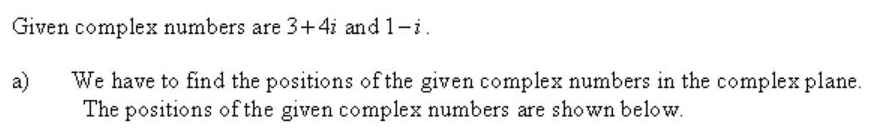 Given complex numbers are 3+4i and 1−i.
a) We have to find the positions of the given complex numbers in the complex plane.
The positions of the given complex numbers are shown below.